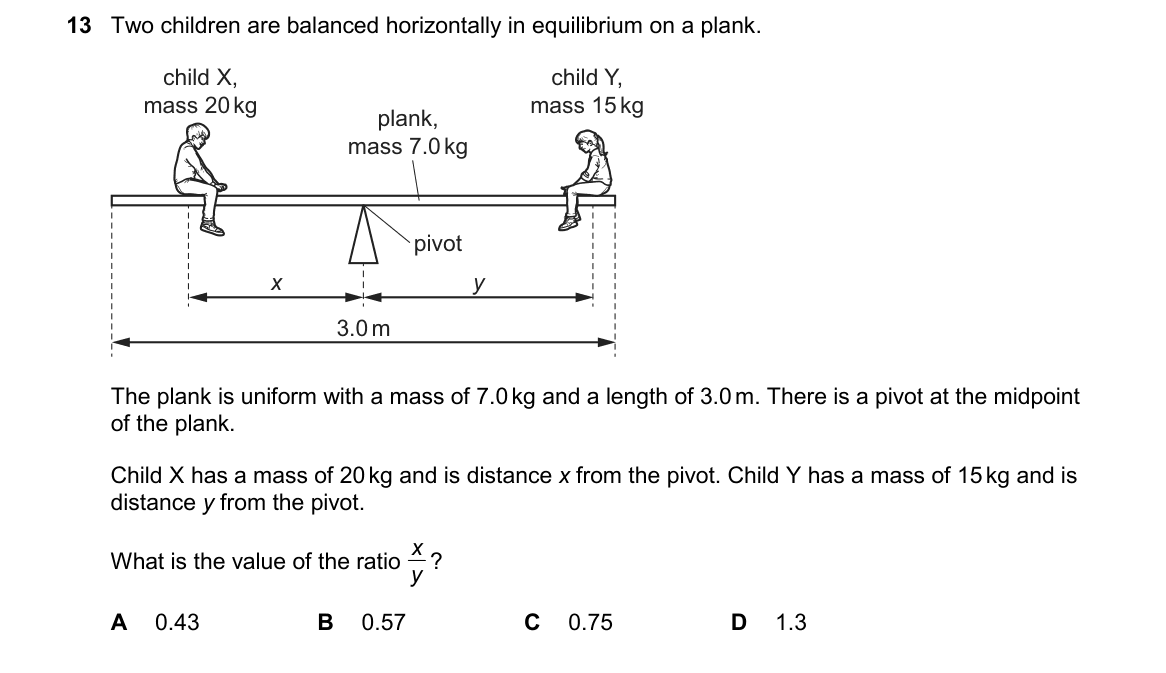 13 Two children are balanced horizontally in equilibrium on a plank.
child X,
mass 20 kg
child Y,
mass 15 kg
plank,
mass 7.0 kg
pivot
x
y
3.0 m
The plank is uniform with a mass of 7.0 kg and a length of 3.0 m. There is a pivot at the midpoint
of the plank.
Child X has a mass of 20 kg and is distance x from the pivot. Child Y has a mass of 15 kg and is
distance y from the pivot.
What is the value of the ratio x/y ?
A 0.43 B 0.57 C 0.75 D 1.3